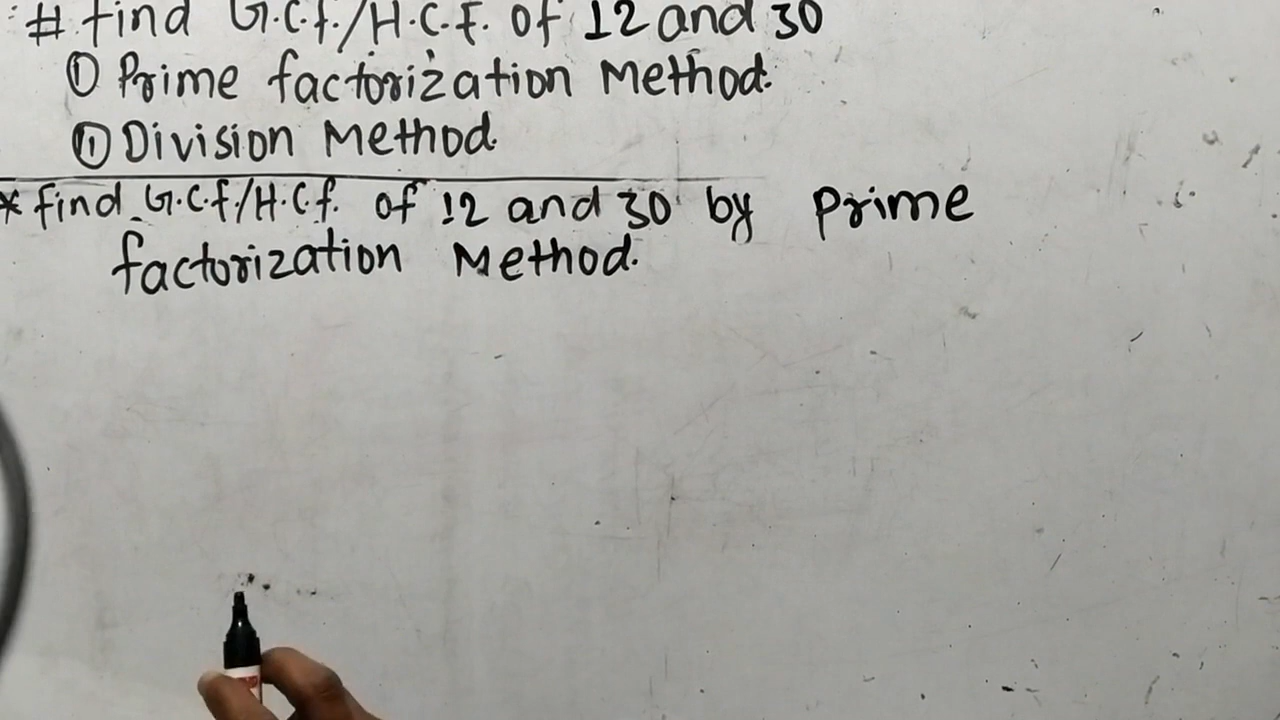 # find G.C.f./H.C.F. of 12 and 30
① Prime factorization Method.
⑪ Division Method.
* find G.C.f/H.C.f. of 12 and 30 by prime
factorization Method.